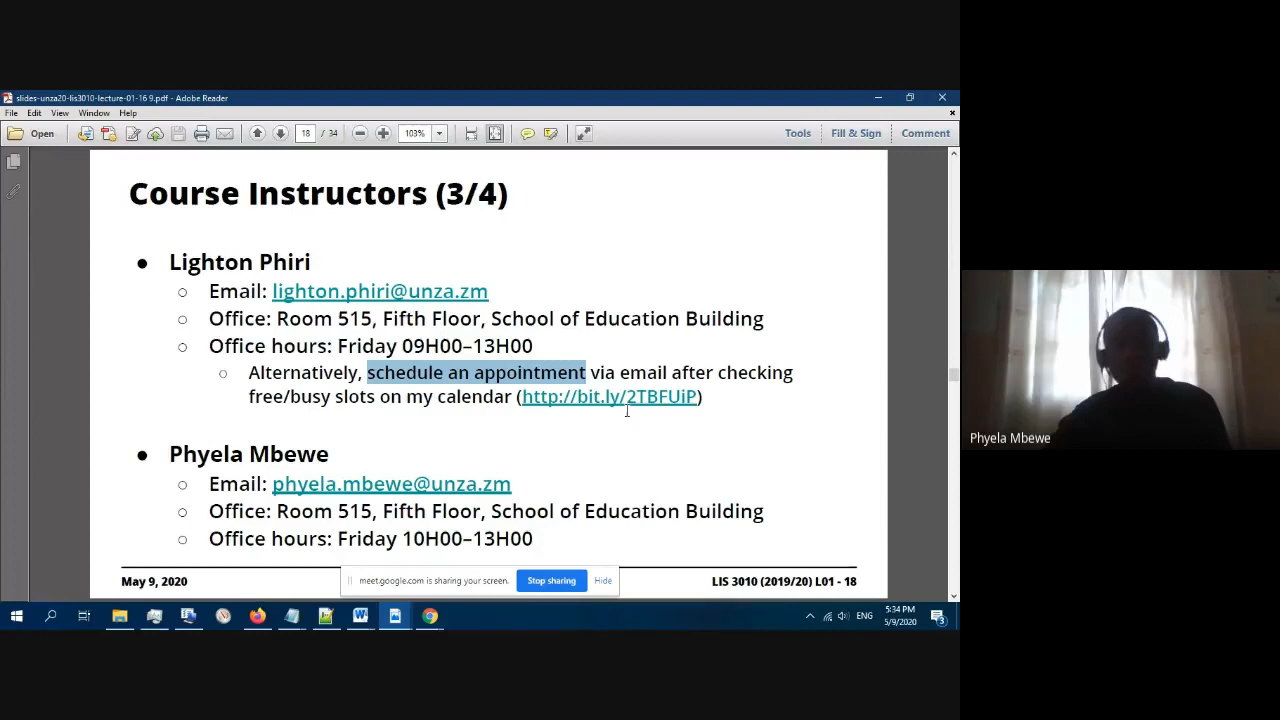 slides-unza20-lis3010-lecture-01-16 9.pdf - Adobe Reader
File Edit View Window Help
Open 18 / 34 103% Tools Fill & Sign Comment
Course Instructors (3/4)
● Lighton Phiri
○ Email: lighton.phiri@unza.zm
○ Office: Room 515, Fifth Floor, School of Education Building
○ Office hours: Friday 09H00–13H00
○ Alternatively, schedule an appointment via email after checking
free/busy slots on my calendar (http://bit.ly/2TBFUiP)
● Phyela Mbewe
○ Email: phyela.mbewe@unza.zm
○ Office: Room 515, Fifth Floor, School of Education Building
○ Office hours: Friday 10H00–13H00
May 9, 2020 LIS 3010 (2019/20) L01 - 18
meet.google.com is sharing your screen. Stop sharing Hide
ENG 5:34 PM
5/9/2020 3
Phyela Mbewe